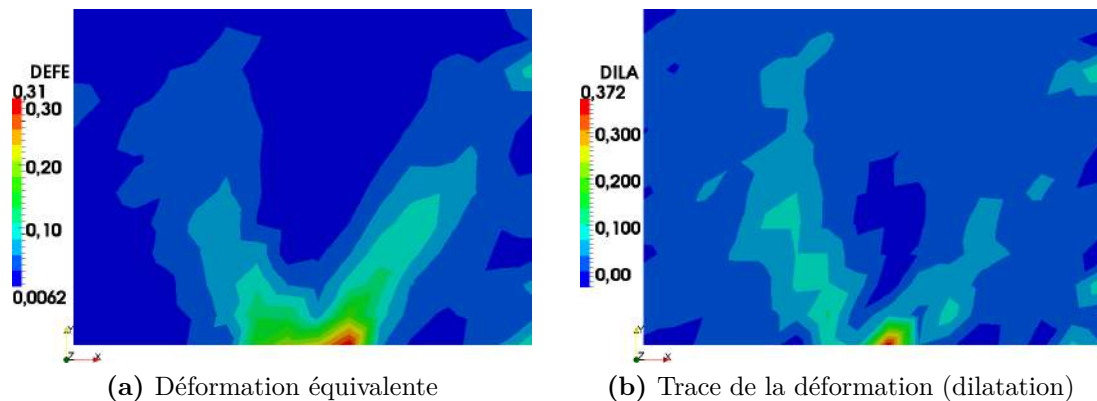 DEFE
0,31
0,30
0,20
0,10
0,0062
Y
Z
X
DILA
0,372
0,300
0,200
0,100
0,00
Y
Z
X
(a) Déformation équivalente
(b) Trace de la déformation (dilatation)